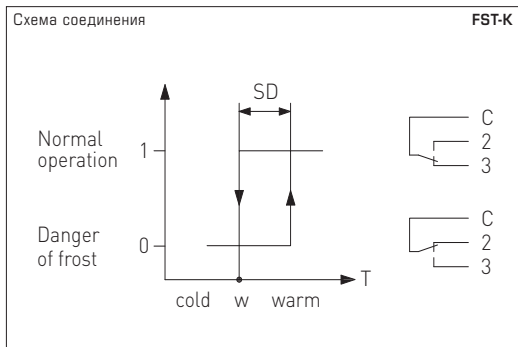 Схема соединения FST-K
SD
Normal
operation
1
C
2
3
Danger
of frost
0
C
2
3
T
cold w warm